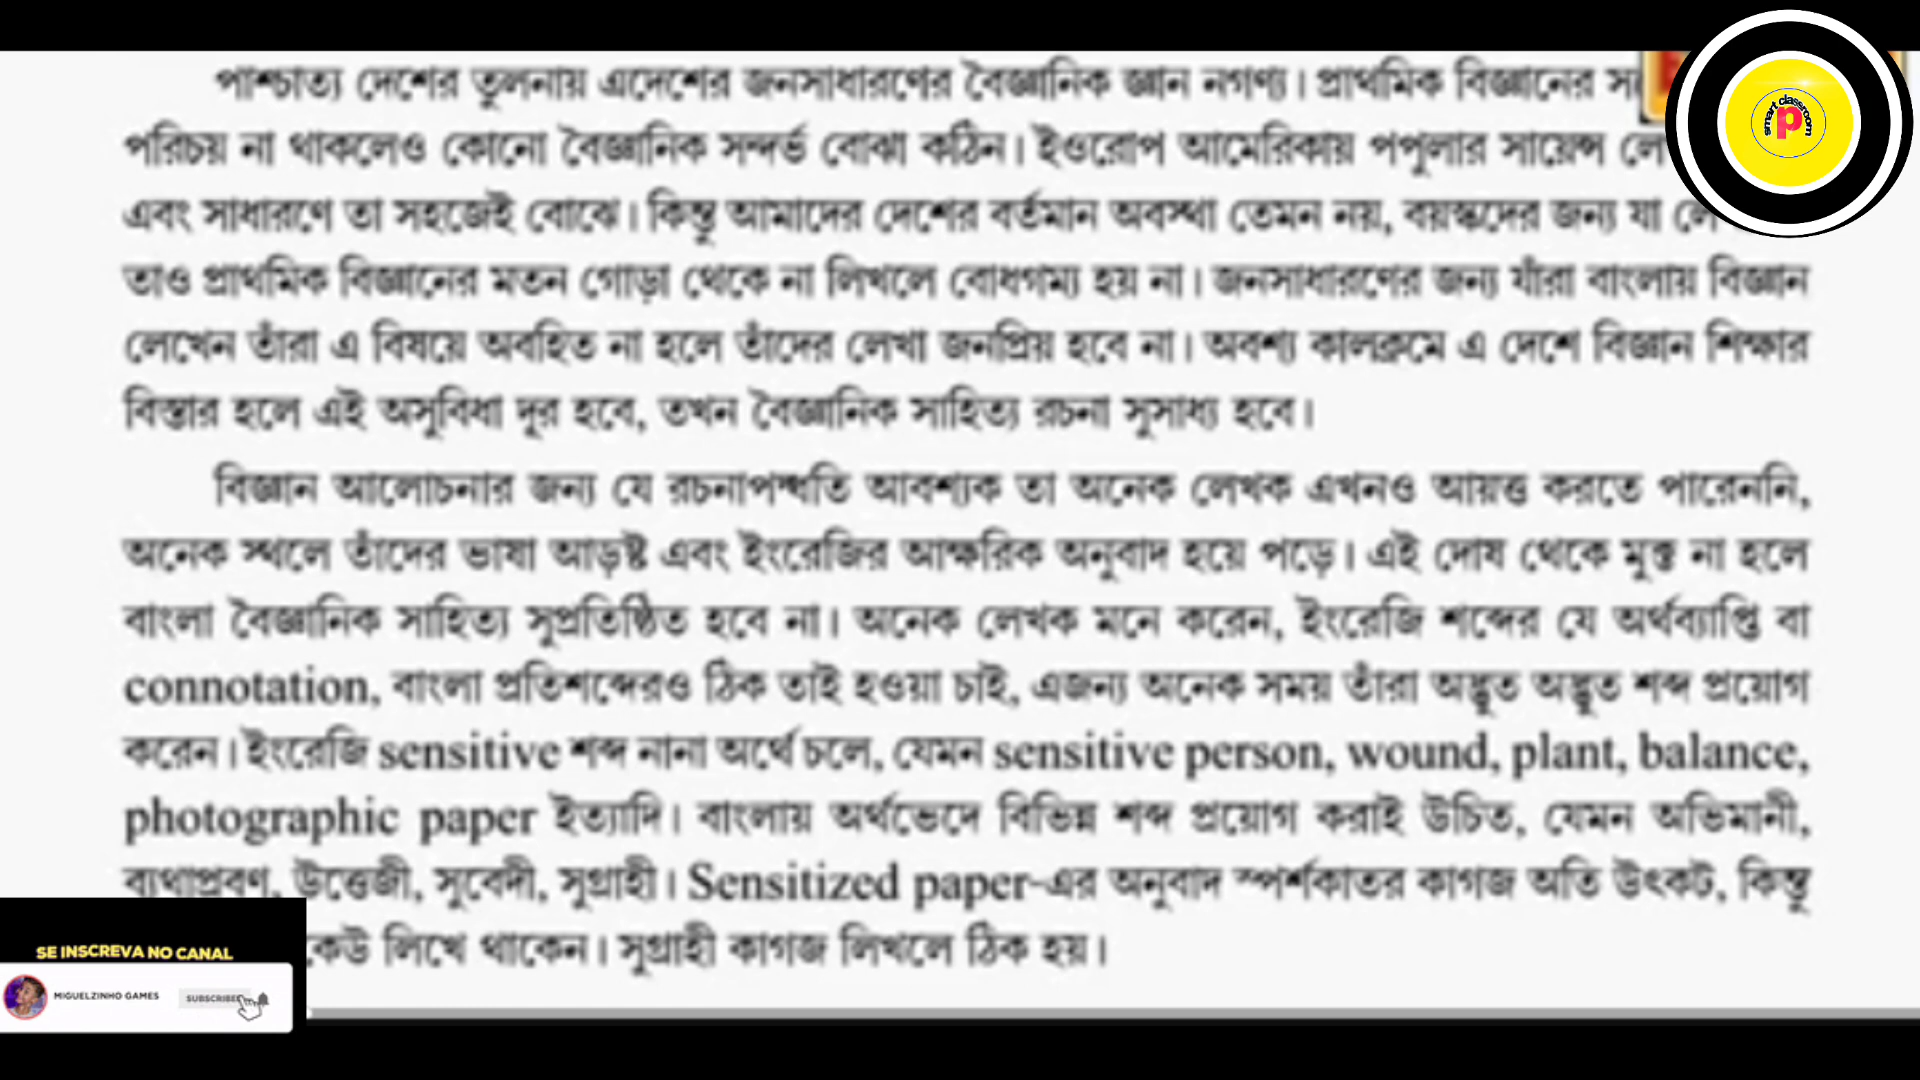 পাশ্চাত্য দেশের তুলনায় এদেশের জনসাধারণের বৈজ্ঞানিক জ্ঞান নগণ্য। প্রাথমিক বিজ্ঞানের
পরিচয় না থাকলেও কোনো বৈজ্ঞানিক সন্দর্ভ বোঝা কঠিন। ইওরোপ আমেরিকায় পপুলার সায়েন্স
এবং সাধারণে তা সহজেই বোঝে। কিন্তু আমাদের দেশের বর্তমান অবস্থা তেমন নয়, বয়স্কদের জন্য যা
তাও প্রাথমিক বিজ্ঞানের মতন গোড়া থেকে না লিখলে বোধগম্য হয় না। জনসাধারণের জন্য যাঁরা বাংলায় বিজ্ঞান
লেখেন তাঁরা এ বিষয়ে অবহিত না হলে তাঁদের লেখা জনপ্রিয় হবে না। অবশ্য কালক্রমে এ দেশে বিজ্ঞান শিক্ষার
বিস্তার হলে এই অসুবিধা দূর হবে, তখন বৈজ্ঞানিক সাহিত্য রচনা সুসাধ্য হবে।
বিজ্ঞান আলোচনার জন্য যে রচনাপদ্ধতি আবশ্যক তা অনেক লেখক এখনও আয়ত্ত করতে পারেননি,
অনেক স্থলে তাঁদের ভাষা আড়ষ্ট এবং ইংরেজির আক্ষরিক অনুবাদ হয়ে পড়ে। এই দোষ থেকে মুক্ত না হলে
বাংলা বৈজ্ঞানিক সাহিত্য সুপ্রতিষ্ঠিত হবে না। অনেক লেখক মনে করেন, ইংরেজি শব্দের যে অর্থব্যাপ্তি বা
connotation, বাংলা প্রতিশব্দেরও ঠিক তাই হওয়া চাই, এজন্য অনেক সময় তাঁরা অদ্ভুত অদ্ভুত শব্দ প্রয়োগ
করেন। ইংরেজি sensitive শব্দ নানা অর্থে চলে, যেমন sensitive person, wound, plant, balance,
photographic paper ইত্যাদি। বাংলায় অর্থভেদে বিভিন্ন শব্দ প্রয়োগ করাই উচিত, যেমন অভিমানী,
ব্যথাপ্রবণ, উত্তেজী, সুবেদী, সুগ্রাহী। Sensitized paper-এর অনুবাদ স্পর্শকাতর কাগজ অতি উৎকট, কিন্তু
কেউ লিখে থাকেন। সুগ্রাহী কাগজ লিখলে ঠিক হয়।
smart classroom
p
SE INSCREVA NO CANAL
MIGUELZINHO GAMES
SUBSCRIBED